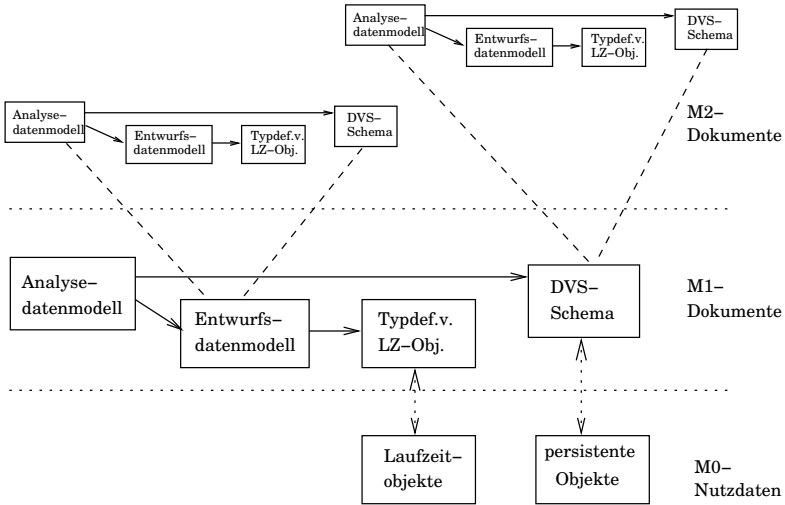 Analyse–
datenmodell
Entwurfs–
datenmodell
Typdef.v.
LZ–Obj.
DVS–
Schema
Analyse–
datenmodell
Entwurfs–
datenmodell
Typdef.v.
LZ–Obj.
DVS–
Schema
M2–
Dokumente
Analyse–
datenmodell
Entwurfs–
datenmodell
Typdef.v.
LZ–Obj.
DVS–
Schema
M1–
Dokumente
Laufzeit–
objekte
persistente
Objekte
M0–
Nutzdaten